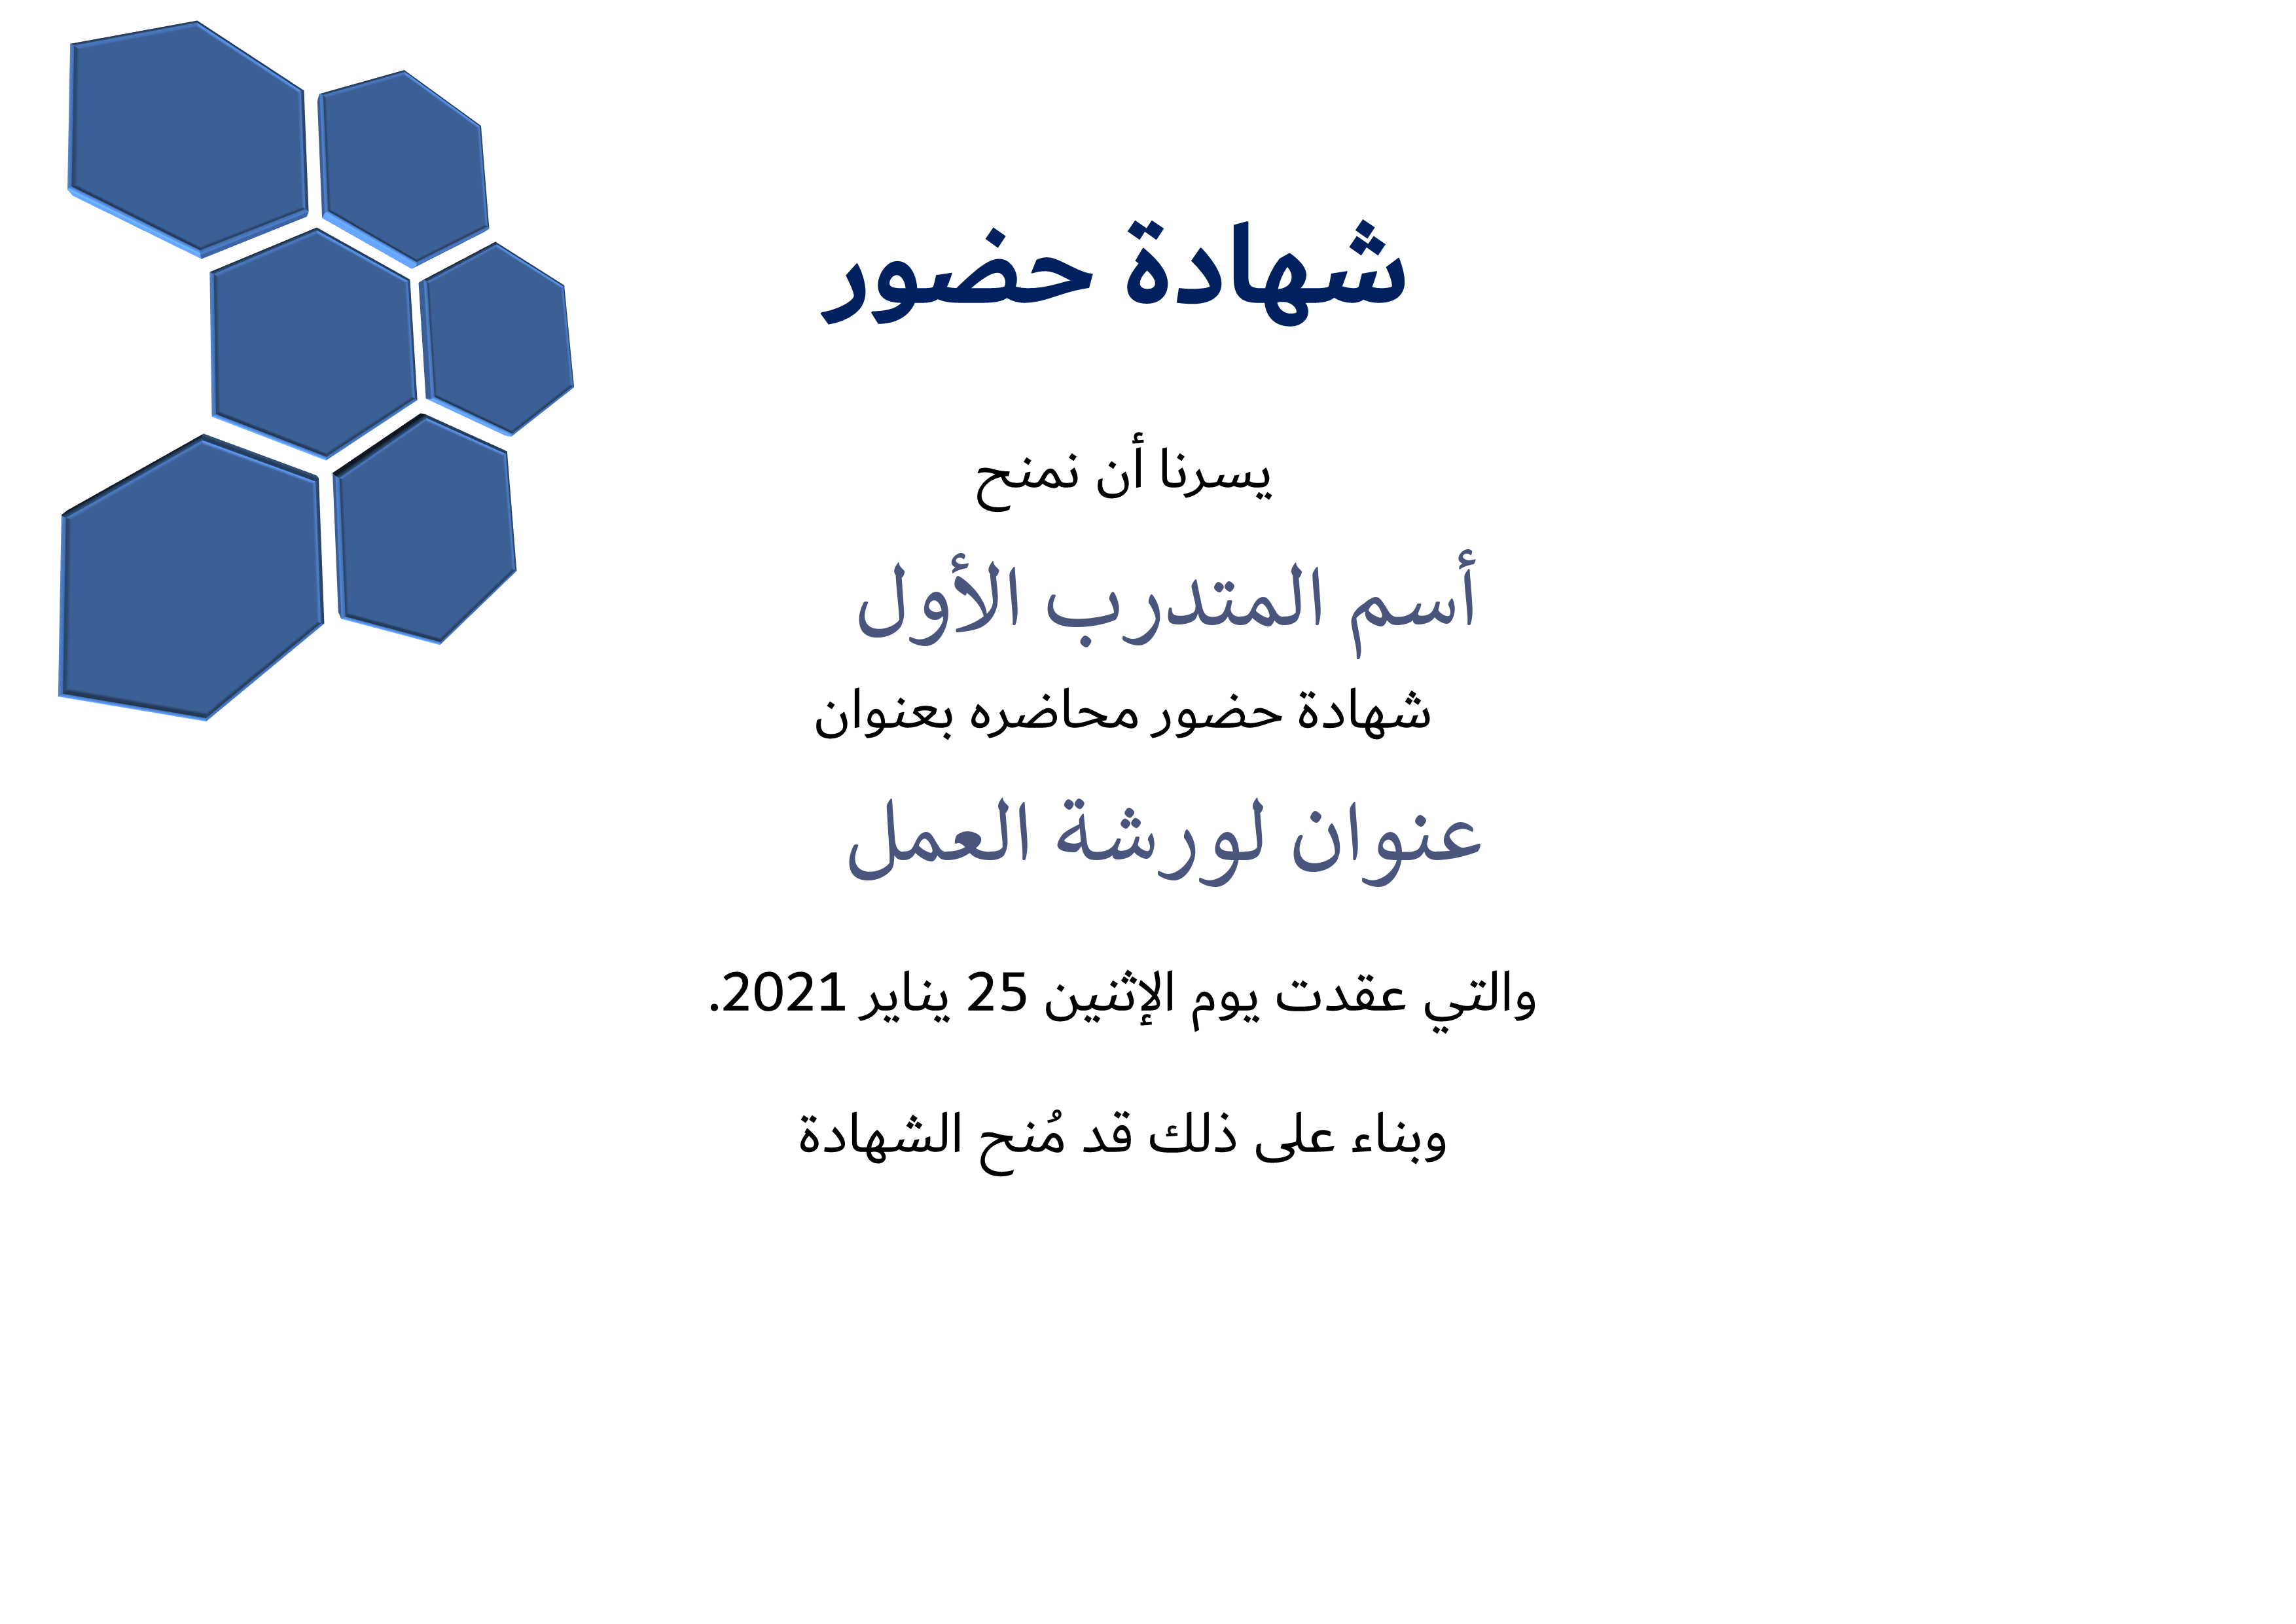 شهادة حضور
يسرنا أن نمنح
أسم المتدرب الأول
شهادة حضور محاضره بعنوان
عنوان لورشة العمل
والتي عقدت يوم الإثنين 25 يناير 2021.
وبناء على ذلك قد مُنح الشهادة